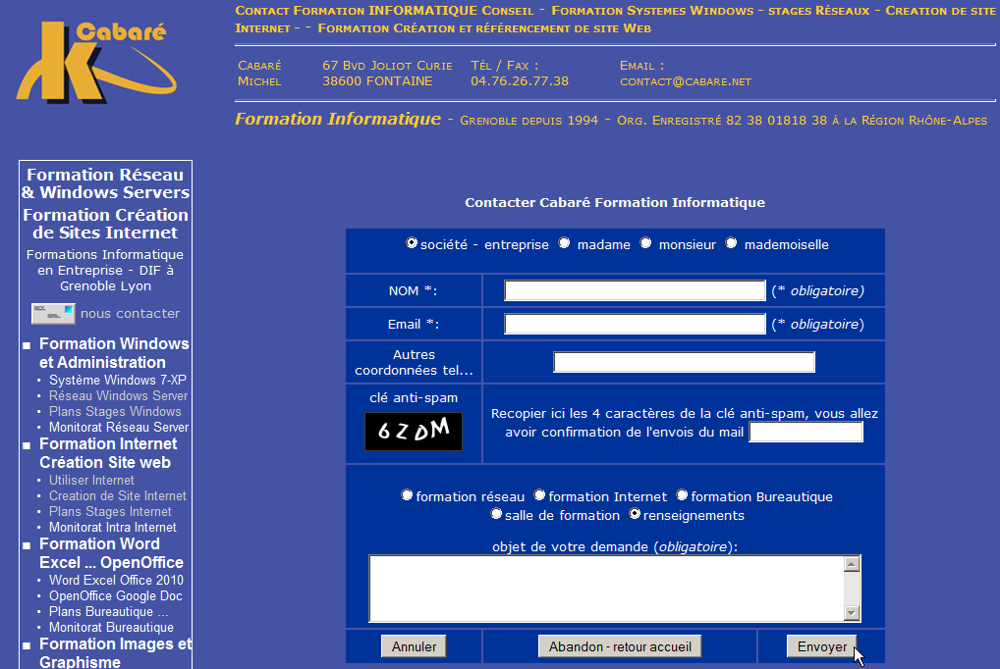 Cabaré
Contact Formation INFORMATIQUE Conseil - Formation Systemes Windows - stages Réseaux - Creation de site
Internet - - Formation Création et référencement de site Web
Cabaré 67 Bvd Joliot Curie Tél / Fax : Email :
Michel 38600 FONTAINE 04.76.26.77.38 contact@cabare.net
Formation Informatique - Grenoble depuis 1994 - Org. Enregistré 82 38 01818 38 à la Région Rhône-Alpes
Formation Réseau
& Windows Servers
Formation Création
de Sites Internet
Formations Informatique
en Entreprise - DIF à
Grenoble Lyon
nous contacter
Formation Windows
et Administration
• Système Windows 7-XP
• Réseau Windows Server
• Plans Stages Windows
• Monitorat Réseau Server
Formation Internet
Création Site web
• Utiliser Internet
• Creation de Site Internet
• Plans Stages Internet
• Monitorat Intra Internet
Formation Word
Excel ... OpenOffice
• Word Excel Office 2010
• OpenOffice Google Doc
• Plans Bureautique ...
• Monitorat Bureautique
Formation Images et
Graphisme
Contacter Cabaré Formation Informatique
société - entreprise madame monsieur mademoiselle
NOM *: (* obligatoire)
Email *: (* obligatoire)
Autres
coordonnées tel...
clé anti-spam
6ZDM
Recopier ici les 4 caractères de la clé anti-spam, vous allez
avoir confirmation de l'envois du mail
formation réseau formation Internet formation Bureautique
salle de formation renseignements
objet de votre demande (obligatoire):
Annuler Abandon - retour accueil Envoyer